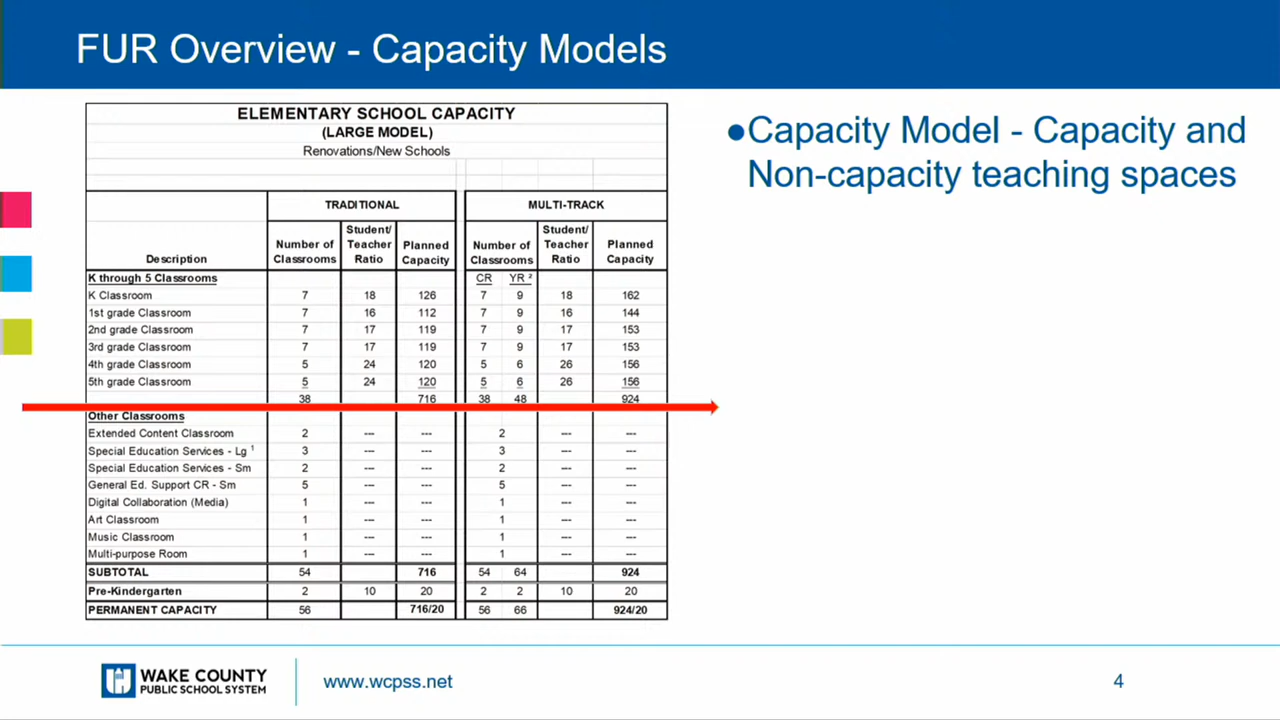 FUR Overview - Capacity Models
ELEMENTARY SCHOOL CAPACITY
(LARGE MODEL)
Renovations/New Schools
TRADITIONAL MULTI-TRACK
Description Number of Classrooms Student/ Teacher Ratio Planned Capacity Number of Classrooms Student/ Teacher Ratio Planned Capacity
K through 5 Classrooms CR YR ²
K Classroom 7 18 126 7 9 18 162
1st grade Classroom 7 16 112 7 9 16 144
2nd grade Classroom 7 17 119 7 9 17 153
3rd grade Classroom 7 17 119 7 9 17 153
4th grade Classroom 5 24 120 5 6 26 156
5th grade Classroom 5 24 120 5 6 26 156
38 716 38 48 924
Other Classrooms
Extended Content Classroom 2 --- --- 2 --- ---
Special Education Services - Lg ¹ 3 --- --- 3 --- ---
Special Education Services - Sm 2 --- --- 2 --- ---
General Ed. Support CR - Sm 5 --- --- 5 --- ---
Digital Collaboration (Media) 1 --- --- 1 --- ---
Art Classroom 1 --- --- 1 --- ---
Music Classroom 1 --- --- 1 --- ---
Multi-purpose Room 1 --- --- 1 --- ---
SUBTOTAL 54 716 54 64 924
Pre-Kindergarten 2 10 20 2 2 10 20
PERMANENT CAPACITY 56 716/20 56 66 924/20
●Capacity Model - Capacity and
Non-capacity teaching spaces
WAKE COUNTY
PUBLIC SCHOOL SYSTEM
www.wcpss.net
4